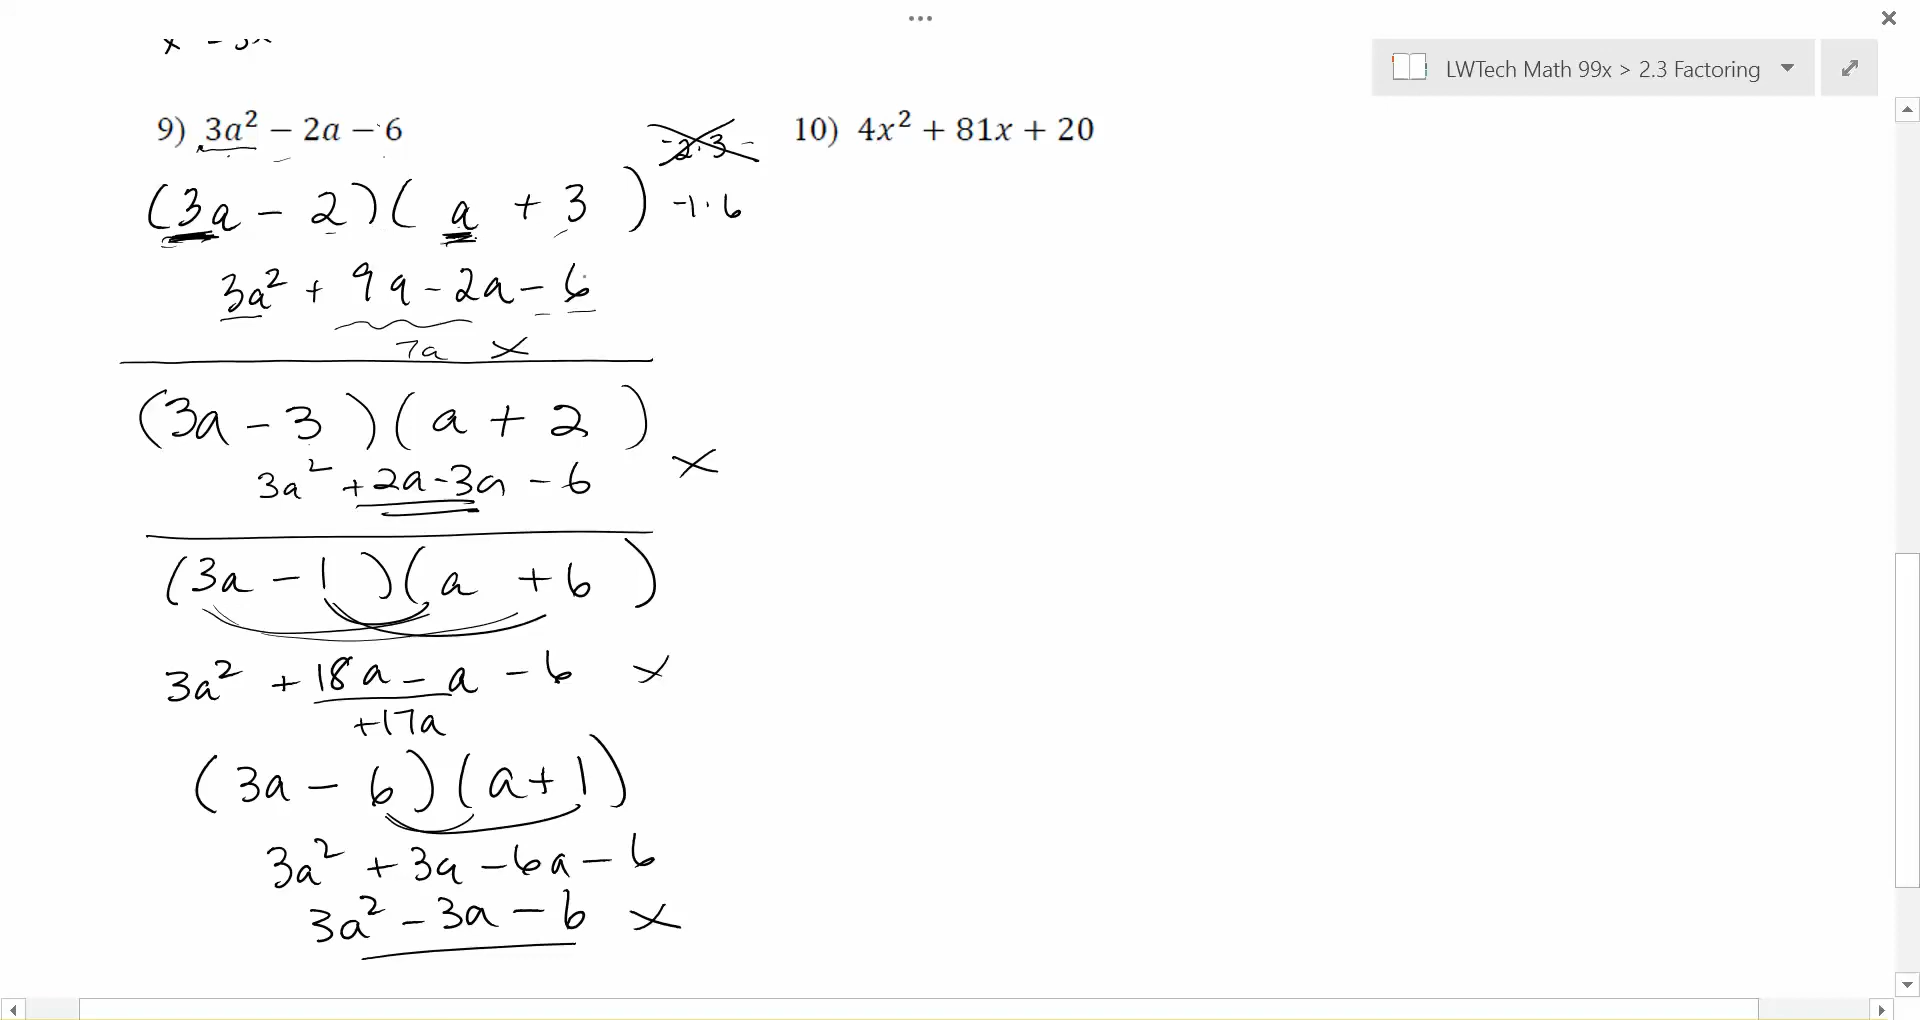 LWTech Math 99x > 2.3 Factoring
9) 3a² − 2a − 6
-2·3
(3a − 2)(a + 3) -1·6
3a² + 9a − 2a − 6
7a ×
(3a − 3)(a + 2)
3a² + 2a − 3a − 6 ×
(3a − 1)(a + 6)
3a² + 18a − a − 6 ×
+17a
(3a − 6)(a + 1)
3a² + 3a − 6a − 6
3a² − 3a − 6 ×
10) 4x² + 81x + 20